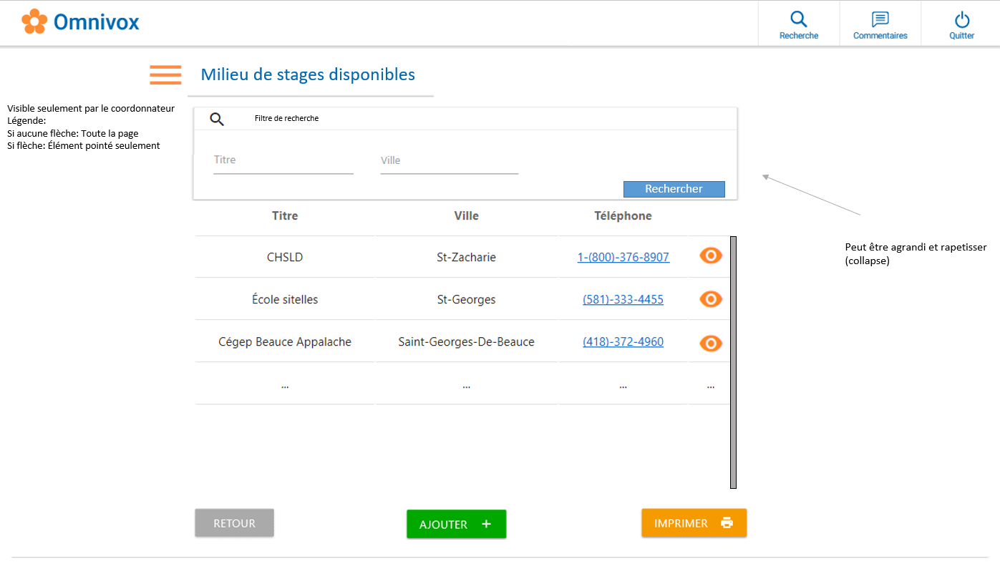 Omnivox
Recherche
Commentaires
Quitter
Milieu de stages disponibles
Visible seulement par le coordonnateur
Légende:
Si aucune flèche: Toute la page
Si flèche: Élément pointé seulement
Filtre de recherche
Titre Ville
Rechercher
Titre Ville Téléphone
CHSLD St-Zacharie 1-(800)-376-8907
École sitelles St-Georges (581)-333-4455
Cégep Beauce Appalache Saint-Georges-De-Beauce (418)-372-4960
... ... ... ...
Peut être agrandi et rapetisser
(collapse)
RETOUR AJOUTER + IMPRIMER